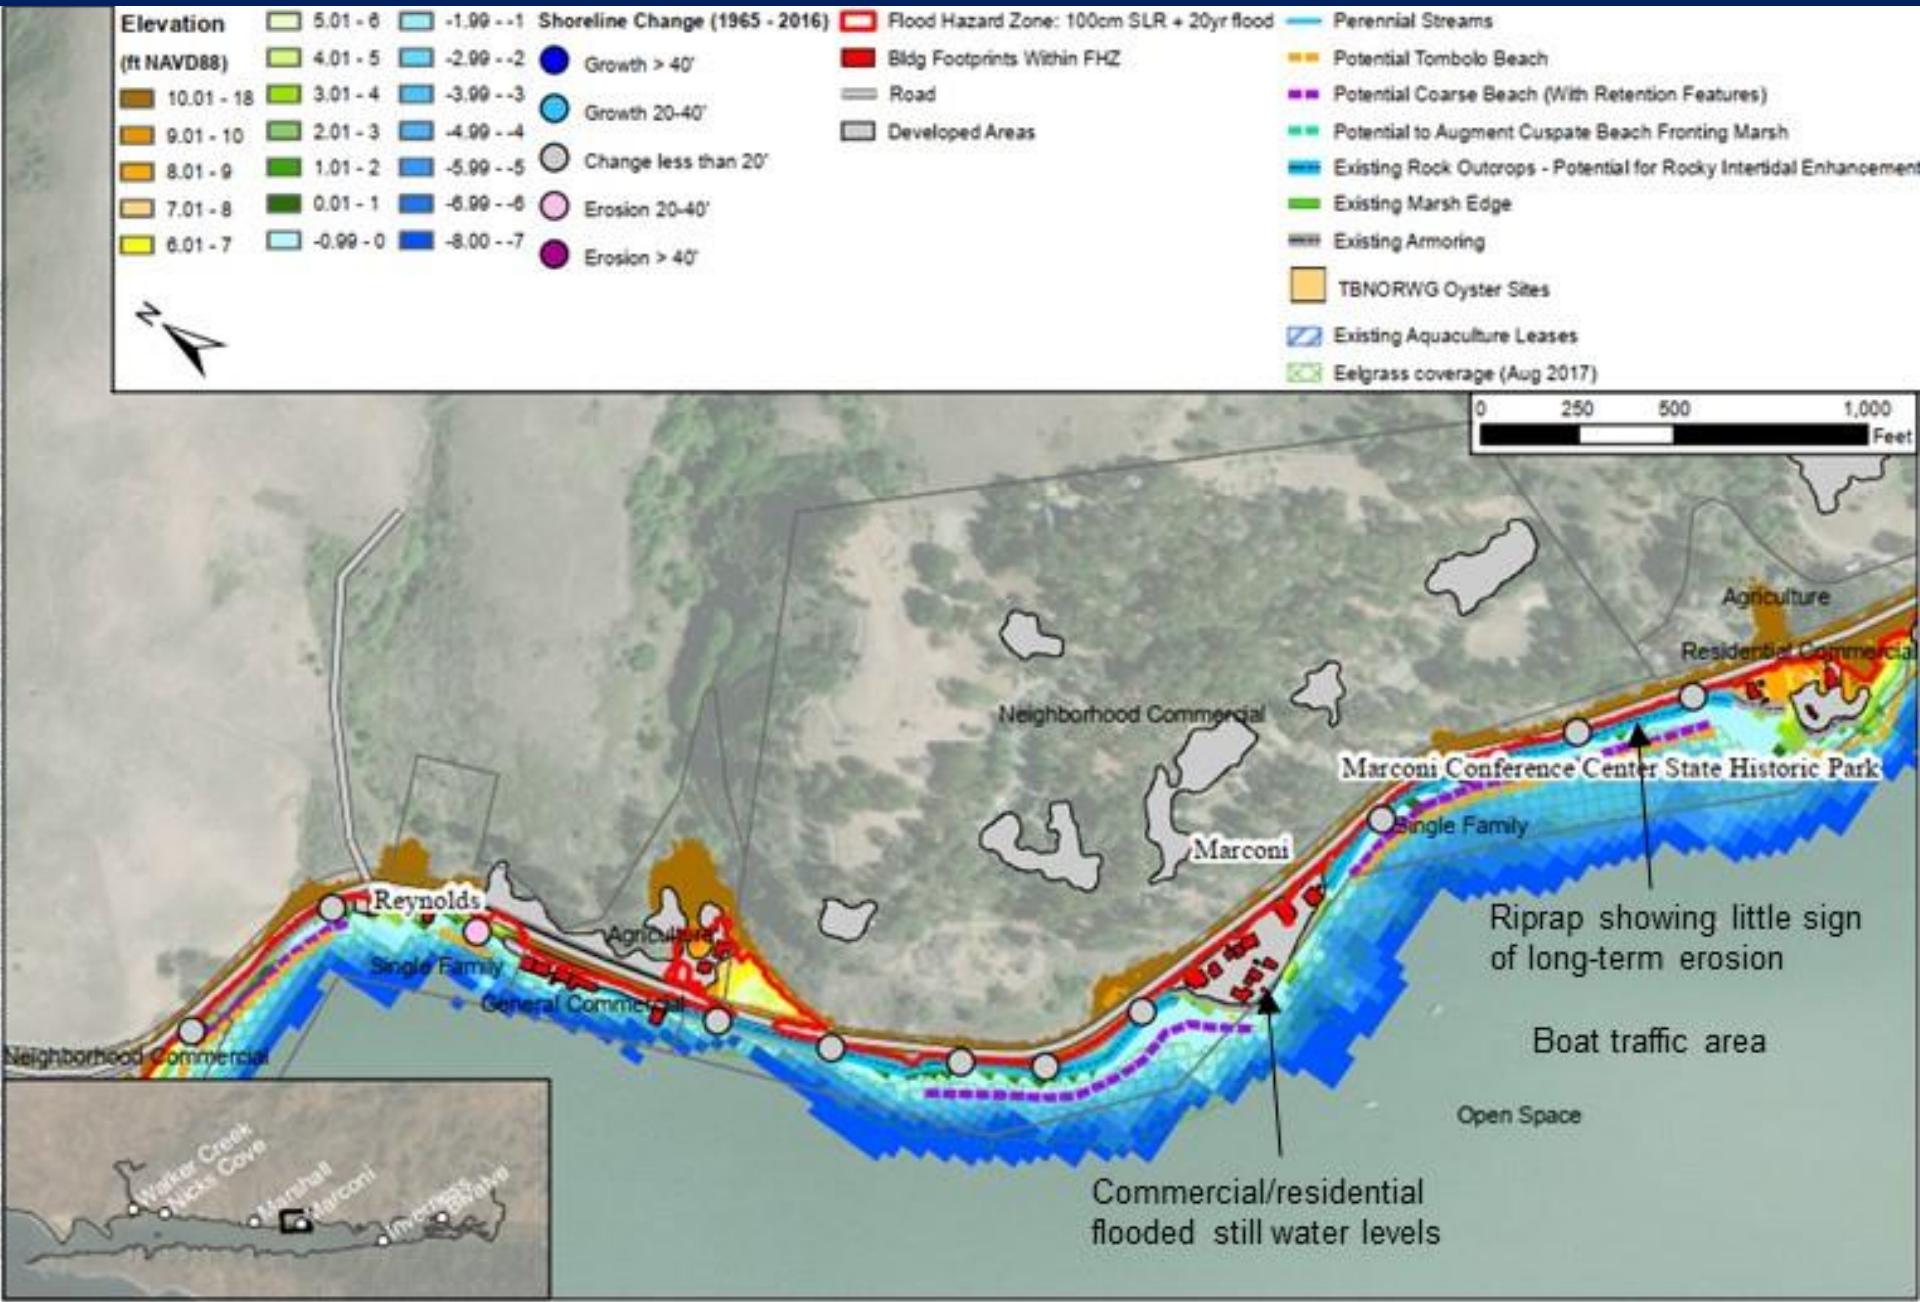 Elevation
(ft NAVD88)
10.01 - 18
9.01 - 10
8.01 - 9
7.01 - 8
6.01 - 7
5.01 - 6
4.01 - 5
3.01 - 4
2.01 - 3
1.01 - 2
0.01 - 1
-0.99 - 0
-1.99 - -1
-2.99 - -2
-3.99 - -3
-4.99 - -4
-5.99 - -5
-6.99 - -6
-8.00 - -7
Shoreline Change (1965 - 2016)
Growth > 40'
Growth 20-40'
Change less than 20'
Erosion 20-40'
Erosion > 40'
Flood Hazard Zone: 100cm SLR + 20yr flood
Bldg Footprints Within FHZ
Road
Developed Areas
Perennial Streams
Potential Tombolo Beach
Potential Coarse Beach (With Retention Features)
Potential to Augment Cuspate Beach Fronting Marsh
Existing Rock Outcrops - Potential for Rocky Intertidal Enhancement
Existing Marsh Edge
Existing Armoring
TBNORWG Oyster Sites
Existing Aquaculture Leases
Eelgrass coverage (Aug 2017)
N
0 250 500 1,000
Feet
Agriculture
Residential Commercial
Neighborhood Commercial
Marconi Conference Center State Historic Park
Single Family
Marconi
Reynolds
Agriculture
Single Family
General Commercial
Neighborhood Commercial
Riprap showing little sign
of long-term erosion
Boat traffic area
Open Space
Commercial/residential
flooded still water levels
Walker Creek
Nicks Cove
Marshall
Marconi
Inverness
Bivalve